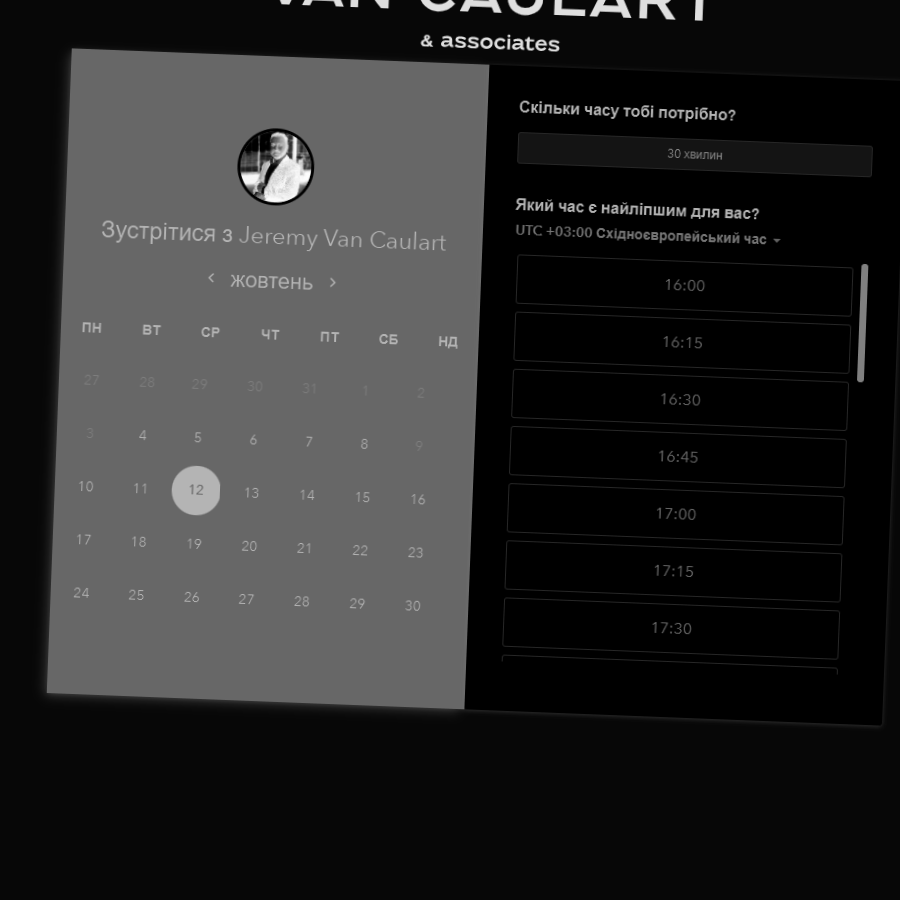 VAN CAULART
& associates
Зустрітися з Jeremy Van Caulart
жовтень
ПН ВТ СР ЧТ ПТ СБ НД
27 28 29 30 31 1 2
3 4 5 6 7 8 9
10 11 12 13 14 15 16
17 18 19 20 21 22 23
24 25 26 27 28 29 30
Скільки часу тобі потрібно?
30 хвилин
Який час є найліпшим для вас?
UTC +03:00 Східноєвропейський час
16:00
16:15
16:30
16:45
17:00
17:15
17:30